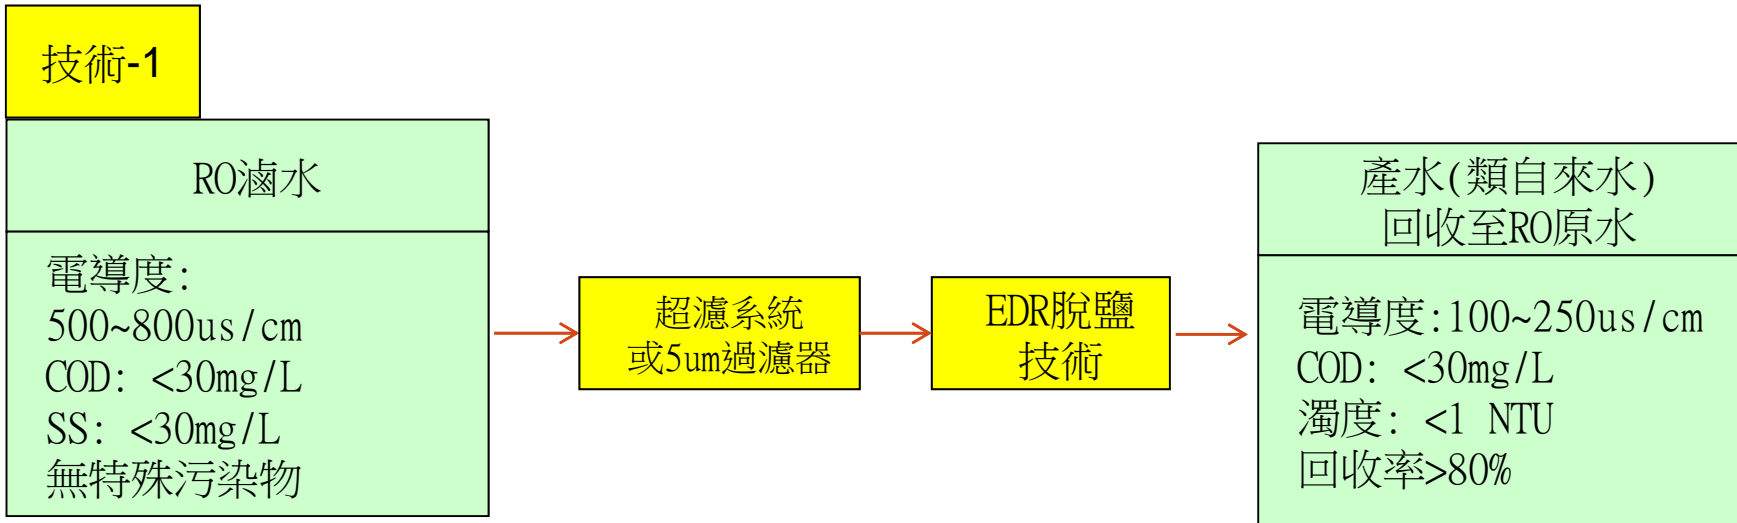 技術-1
RO滷水
電導度:
500~800us/cm
COD: <30mg/L
SS: <30mg/L
無特殊污染物
超濾系統
或5um過濾器
EDR脫鹽
技術
產水(類自來水)
回收至RO原水
電導度:100~250us/cm
COD: <30mg/L
濁度: <1 NTU
回收率>80%